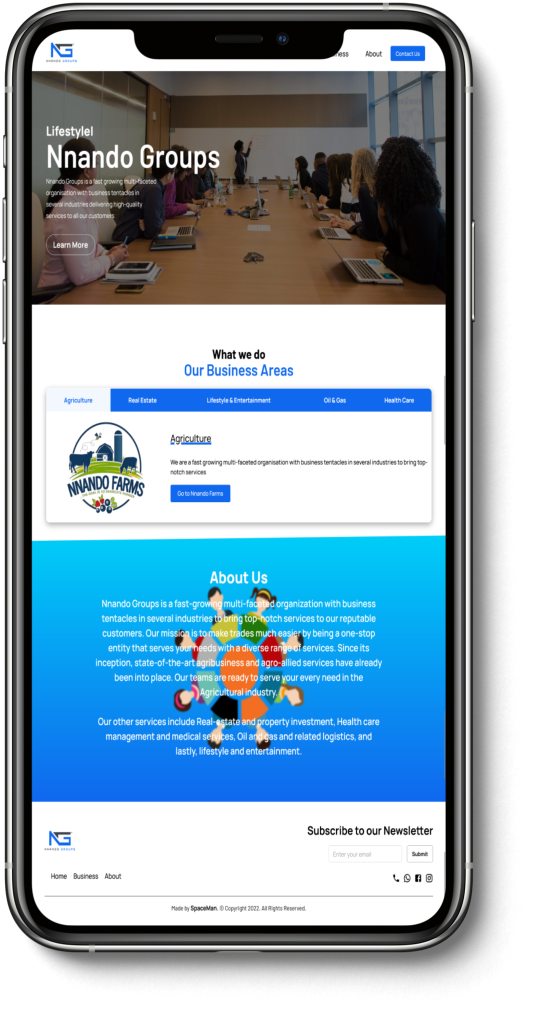 NG
NNANDO GROUPS
ness About Contact Us
Lifestylel
Nnando Groups
Nnando Groups is a fast growing multi-faceted
organisation with business tentacles in
several industries delivering high-quality
services to all our customers.
Learn More
What we do
Our Business Areas
Agriculture Real Estate Lifestyle & Entertainment Oil & Gas Health Care
NNANDO FARMS
Agriculture
We are a fast growing multi-faceted organisation with business tentacles in several industries to bring top-
notch services
Go to Nnando Farms
About Us
Nnando Groups is a fast-growing multi-faceted organization with business
tentacles in several industries to bring top-notch services to our reputable
customers. Our mission is to make trades much easier by being a one-stop
entity that serves your needs with a diverse range of services. Since its
inception, state-of-the-art agribusiness and agro-allied services have already
been into place. Our teams are ready to serve your every need in the
Agricultural industry.
Our other services include Real-estate and property investment, Health care
management and medical services, Oil and gas and related logistics, and
lastly, lifestyle and entertainment.
NG
NNANDO GROUPS
Subscribe to our Newsletter
Enter your email Submit
Home Business About
Made by SpaceMan. © Copyright 2022. All Rights Reserved.